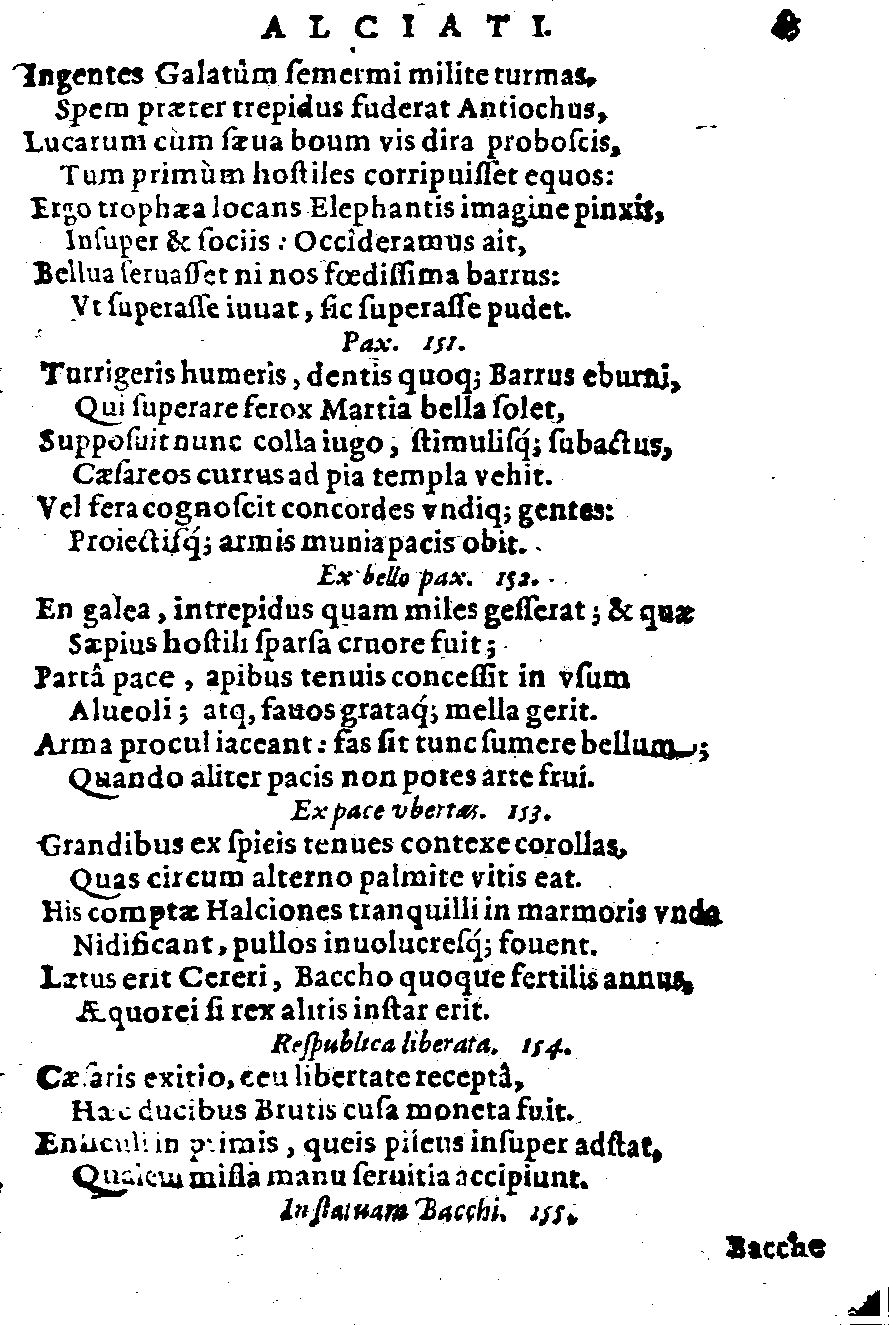 ALCIATI.
Ingentes Galatûm ſemermi milite turmas,
Spem præter trepidus fuderat Antiochus,
Lucarum cùm ſæua boum vis dira proboſcis,
Tum primùm hoſtiles corripuiſſet equos:
Ergo trophæa locans Elephantis imagine pinxit,
Inſuper & ſociis : Occideramus ait,
Bellua ſeruaſſet ni nos fœdiſſima barrus:
Vt ſuperaſſe iuuat, ſic ſuperaſſe pudet.
Pax. 151.
Turrigeris humeris, dentis quoq; Barrus eburni,
Qui ſuperare ferox Martia bella ſolet,
Suppoſuit nunc colla iugo, ſtimuliſq́; ſubactus,
Cæſareos currus ad pia templa vehit.
Vel fera cognoſcit concordes vndiq; gentes:
Proiectiſq́; armis munia pacis obit.
Ex bello pax. 152.
En galea, intrepidus quam miles geſſerat; & quæ
Sæpius hoſtili ſparſa cruore fuit;
Partâ pace, apibus tenuis conceſſit in vſum
Alueoli; atq, fauos grataq́; mella gerit.
Arma procul iaceant: fas ſit tunc ſumere bellum;
Quando aliter pacis non potes arte frui.
Ex pace vbertas. 153.
Grandibus ex ſpicis tenues contexe corollas,
Quas circum alterno palmite vitis eat.
His comptæ Halciones tranquilli in marmoris vnda
Nidificant, pullos inuolucreſq́; fouent.
Lætus erit Cereri, Baccho quoque fertilis annus,
Æquorei ſi rex alitis inſtar erit.
Reſpublica liberata. 154.
Cæſaris exitio, ceu libertate receptâ,
Hæc ducibus Brutis cuſa moneta fuit.
Enſiculi in primis, queis pileus inſuper adſtat,
Qualem miſſa manu ſeruitia accipiunt.
In ſtatuam Bacchi. 155.
Bacche